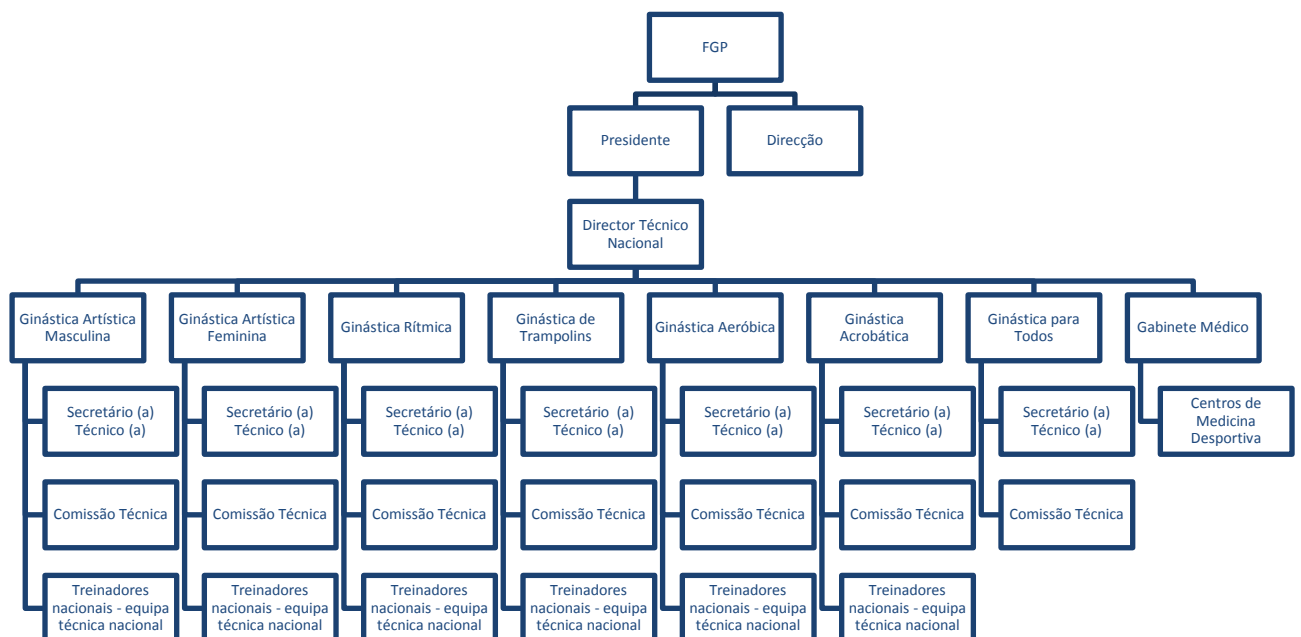 FGP
Presidente
Direcção
Director Técnico
Nacional
Ginástica Artística
Masculina
Ginástica Artística
Feminina
Ginástica Rítmica
Ginástica de
Trampolins
Ginástica Aeróbica
Ginástica
Acrobática
Ginástica para
Todos
Gabinete Médico
Secretário (a)
Técnico (a)
Secretário (a)
Técnico (a)
Secretário (a)
Técnico (a)
Secretário (a)
Técnico (a)
Secretário (a)
Técnico (a)
Secretário (a)
Técnico (a)
Secretário (a)
Técnico (a)
Centros de
Medicina
Desportiva
Comissão Técnica
Comissão Técnica
Comissão Técnica
Comissão Técnica
Comissão Técnica
Comissão Técnica
Comissão Técnica
Treinadores
nacionais - equipa
técnica nacional
Treinadores
nacionais - equipa
técnica nacional
Treinadores
nacionais - equipa
técnica nacional
Treinadores
nacionais - equipa
técnica nacional
Treinadores
nacionais - equipa
técnica nacional
Treinadores
nacionais - equipa
técnica nacional